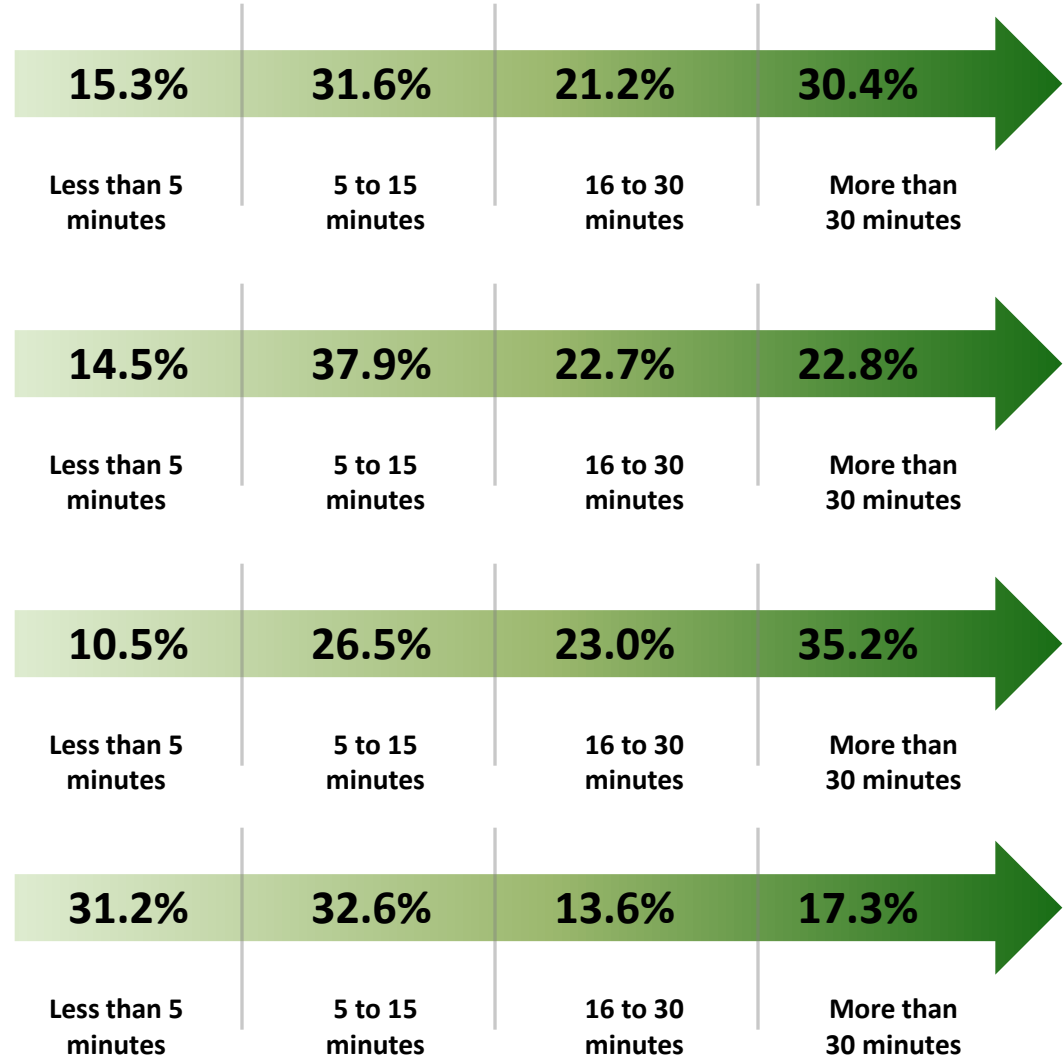 15.3% 31.6% 21.2% 30.4%
Less than 5 5 to 15 16 to 30 More than
minutes minutes minutes 30 minutes
14.5% 37.9% 22.7% 22.8%
Less than 5 5 to 15 16 to 30 More than
minutes minutes minutes 30 minutes
10.5% 26.5% 23.0% 35.2%
Less than 5 5 to 15 16 to 30 More than
minutes minutes minutes 30 minutes
31.2% 32.6% 13.6% 17.3%
Less than 5 5 to 15 16 to 30 More than
minutes minutes minutes 30 minutes